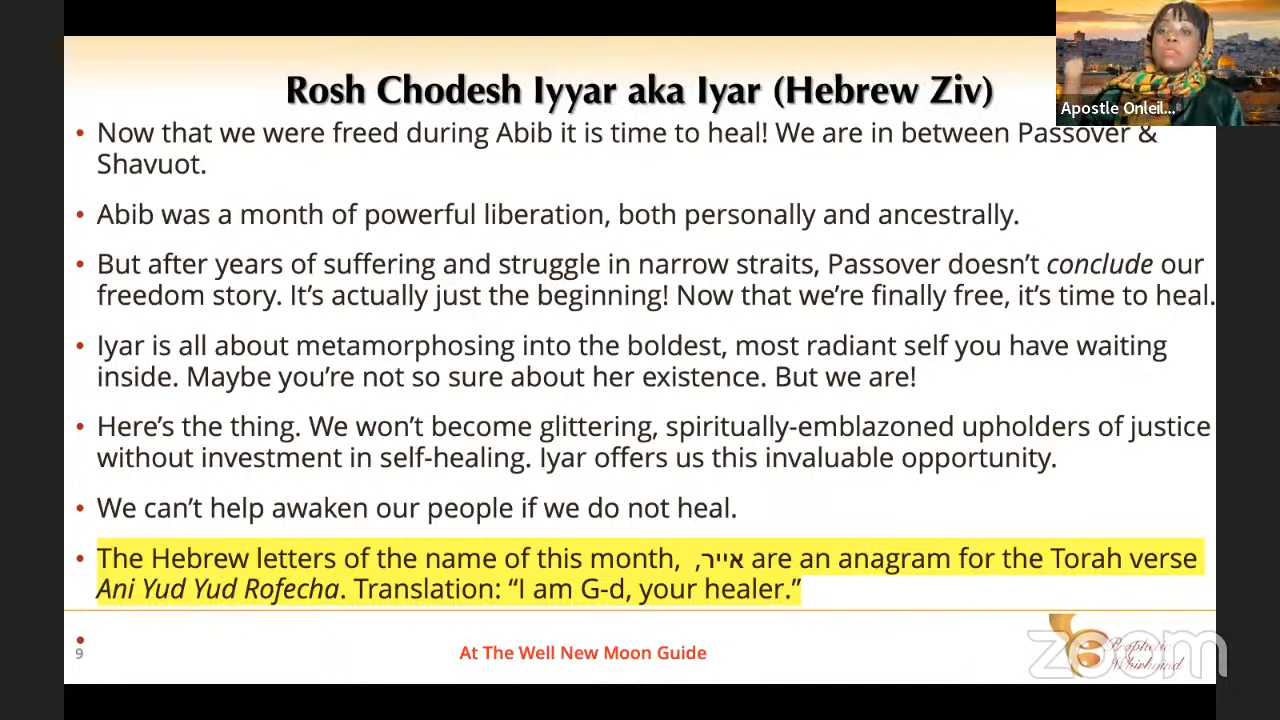 Rosh Chodesh Iyyar aka Iyar (Hebrew Ziv)
Apostle Onleil...
• Now that we were freed during Abib it is time to heal! We are in between Passover &
Shavuot.
• Abib was a month of powerful liberation, both personally and ancestrally.
• But after years of suffering and struggle in narrow straits, Passover doesn’t conclude our
freedom story. It’s actually just the beginning! Now that we’re finally free, it’s time to heal.
• Iyar is all about metamorphosing into the boldest, most radiant self you have waiting
inside. Maybe you’re not so sure about her existence. But we are!
• Here’s the thing. We won’t become glittering, spiritually-emblazoned upholders of justice
without investment in self-healing. Iyar offers us this invaluable opportunity.
• We can’t help awaken our people if we do not heal.
• The Hebrew letters of the name of this month, אייר, are an anagram for the Torah verse
Ani Yud Yud Rofecha. Translation: “I am G-d, your healer.”
•
9
At The Well New Moon Guide
zoom
Prophetic
Whirlwind